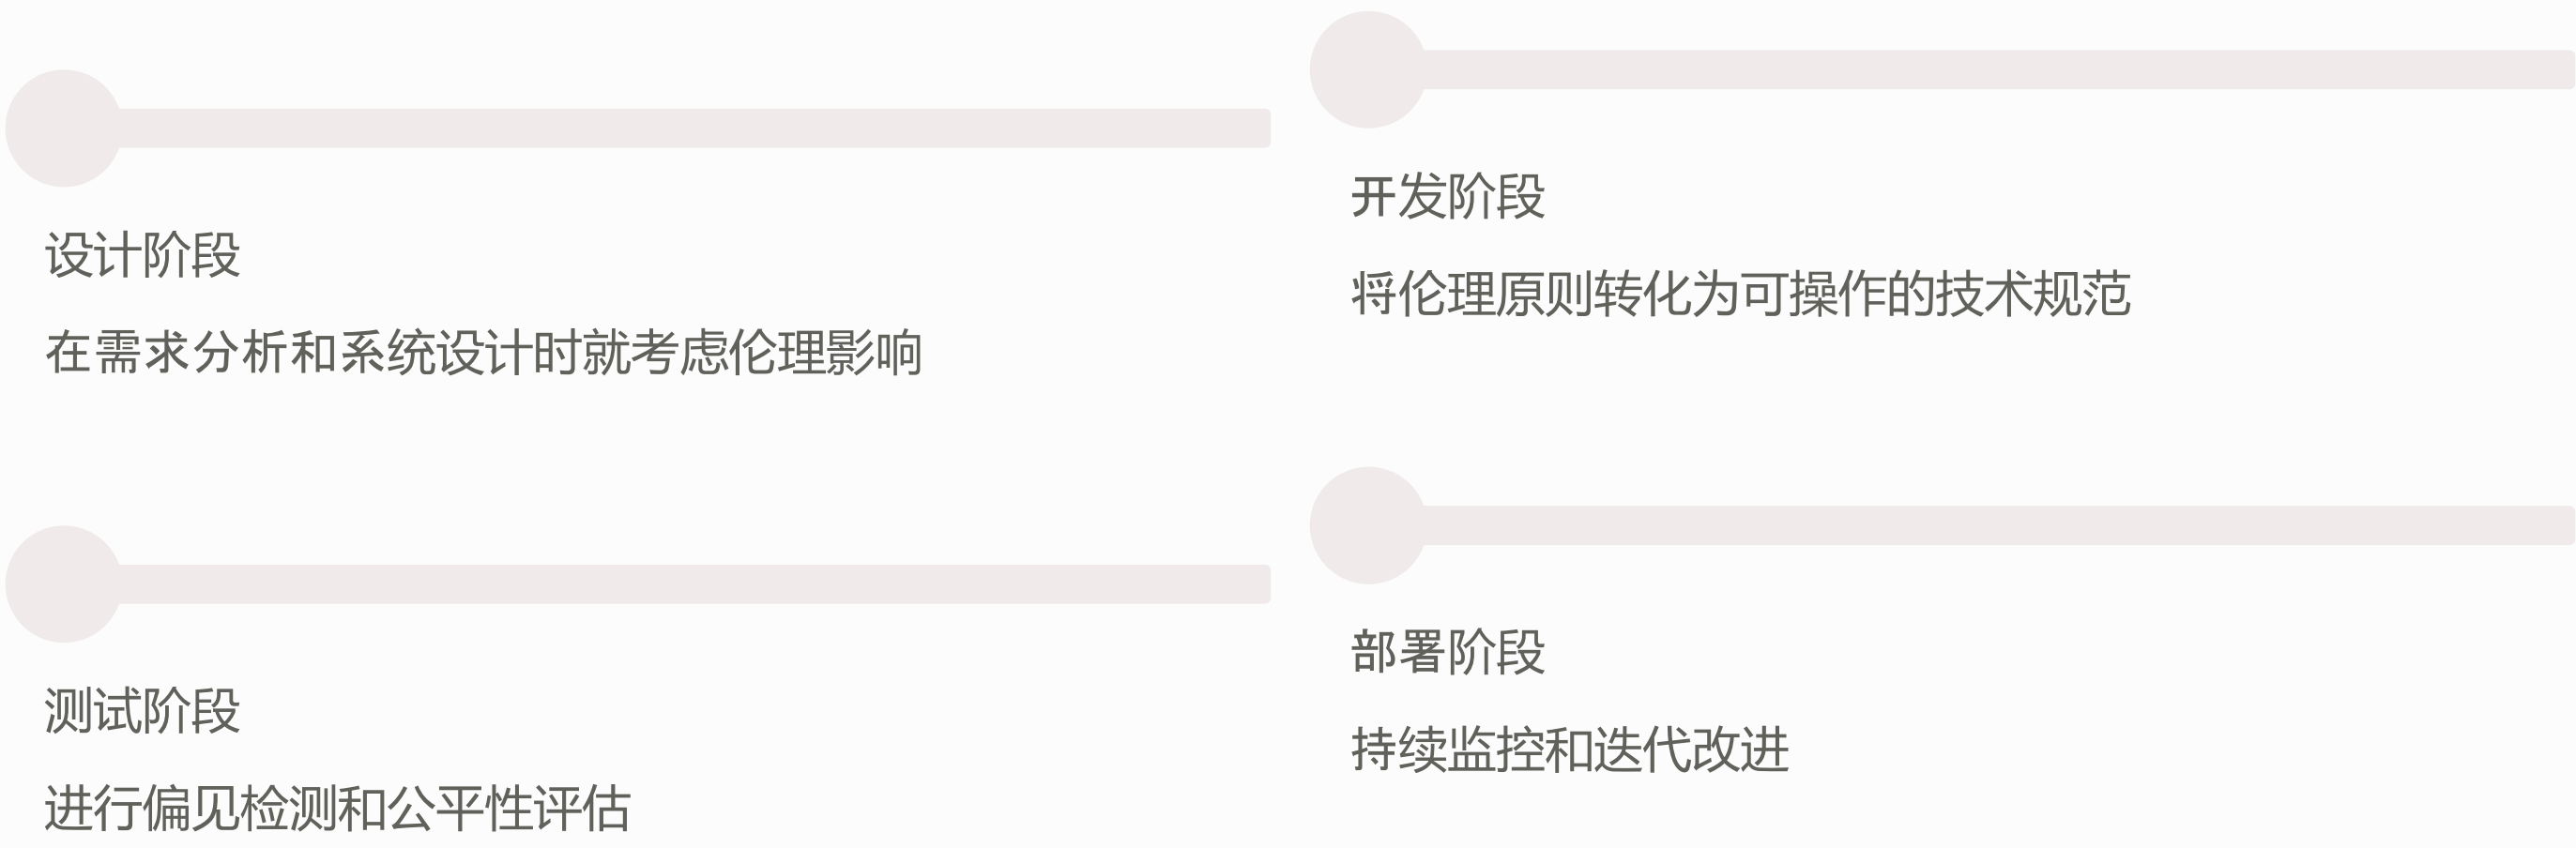 设计阶段
在需求分析和系统设计时就考虑伦理影响
开发阶段
将伦理原则转化为可操作的技术规范
测试阶段
进行偏见检测和公平性评估
部署阶段
持续监控和迭代改进